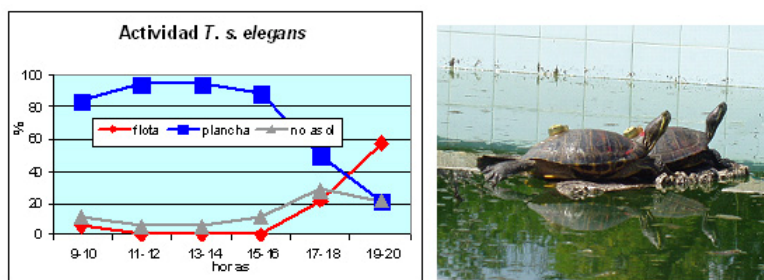 Actividad T. s. elegans
100
80
60
40
20
0
%
flota plancha no asol
9-10 11-12 13-14 15-16 17-18 19-20
horas